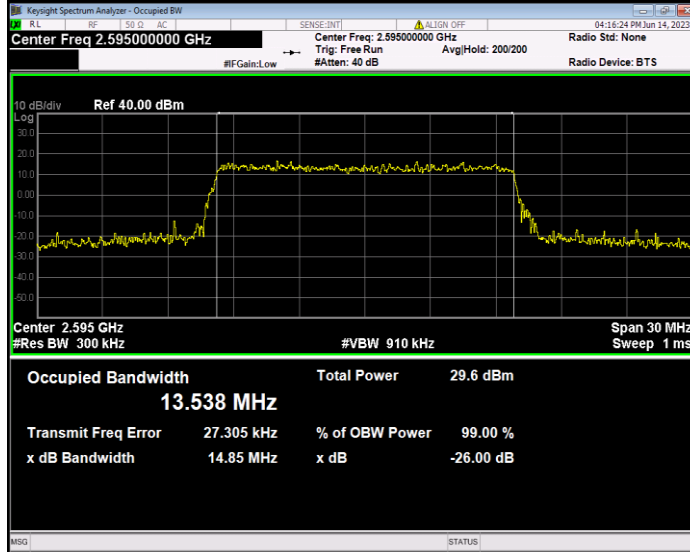 Keysight Spectrum Analyzer - Occupied BW
RL RF 50 Ω AC SENSE:INT ALIGN OFF 04:16:24 PM Jun 14, 2023
Center Freq 2.595000000 GHz
Center Freq: 2.595000000 GHz
Radio Std: None
Trig: Free Run Avg|Hold: 200/200
#IFGain:Low #Atten: 40 dB Radio Device: BTS
10 dB/div Ref 40.00 dBm
Log
30.0
20.0
10.0
0.00
-10.0
-20.0
-30.0
-40.0
-50.0
Center 2.595 GHz Span 30 MHz
#Res BW 300 kHz #VBW 910 kHz Sweep 1 ms
Occupied Bandwidth Total Power 29.6 dBm
13.538 MHz
Transmit Freq Error 27.305 kHz % of OBW Power 99.00 %
x dB Bandwidth 14.85 MHz x dB -26.00 dB
MSG STATUS